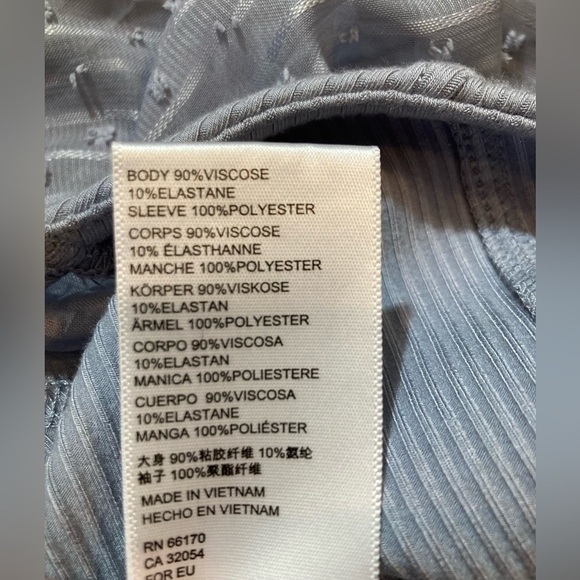 BODY 90%VISCOSE
10%ELASTANE
SLEEVE 100%POLYESTER
CORPS 90%VISCOSE
10% ÉLASTHANNE
MANCHE 100%POLYESTER
KÖRPER 90%VISKOSE
10%ELASTAN
ÄRMEL 100%POLYESTER
CORPO 90%VISCOSA
10%ELASTAN
MANICA 100%POLIESTERE
CUERPO 90%VISCOSA
10%ELASTANE
MANGA 100%POLIÉSTER
大身 90%粘胶纤维 10%氨纶
袖子 100%聚酯纤维
MADE IN VIETNAM
HECHO EN VIETNAM
RN 66170
CA 32054
FOR EU